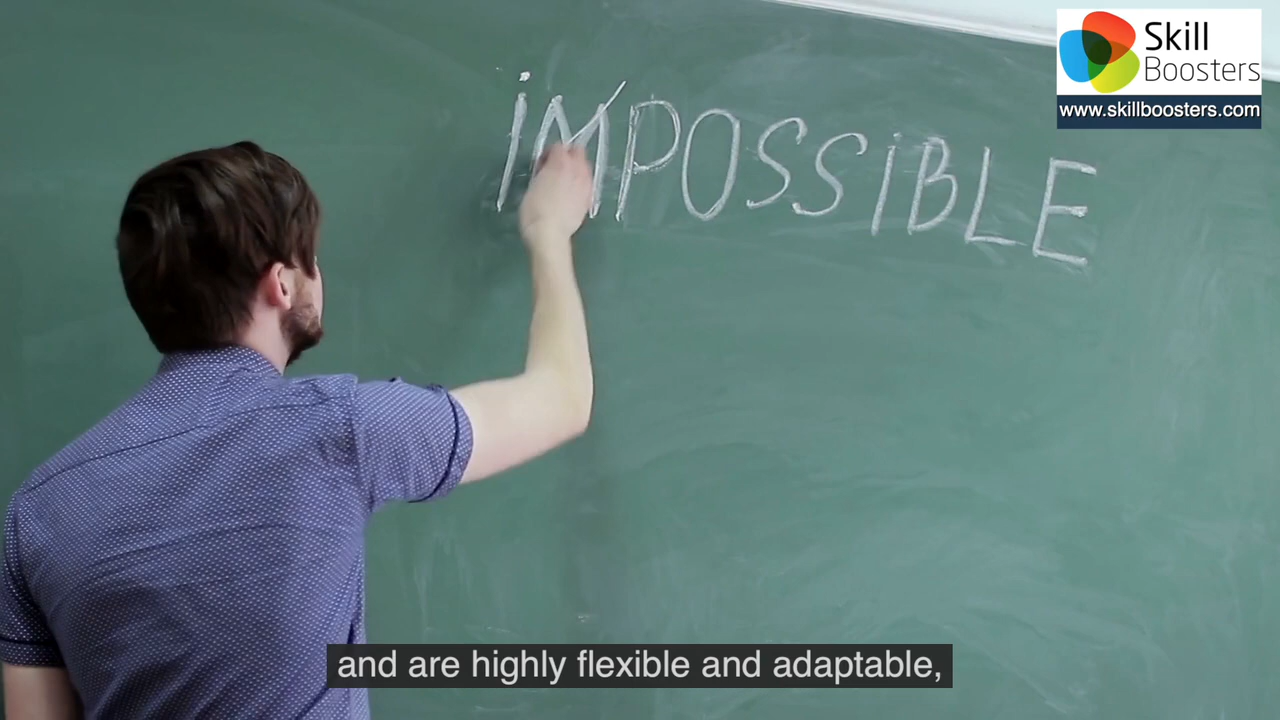 Skill
Boosters
www.skillboosters.com
iMPOSSiBLE
and are highly flexible and adaptable,